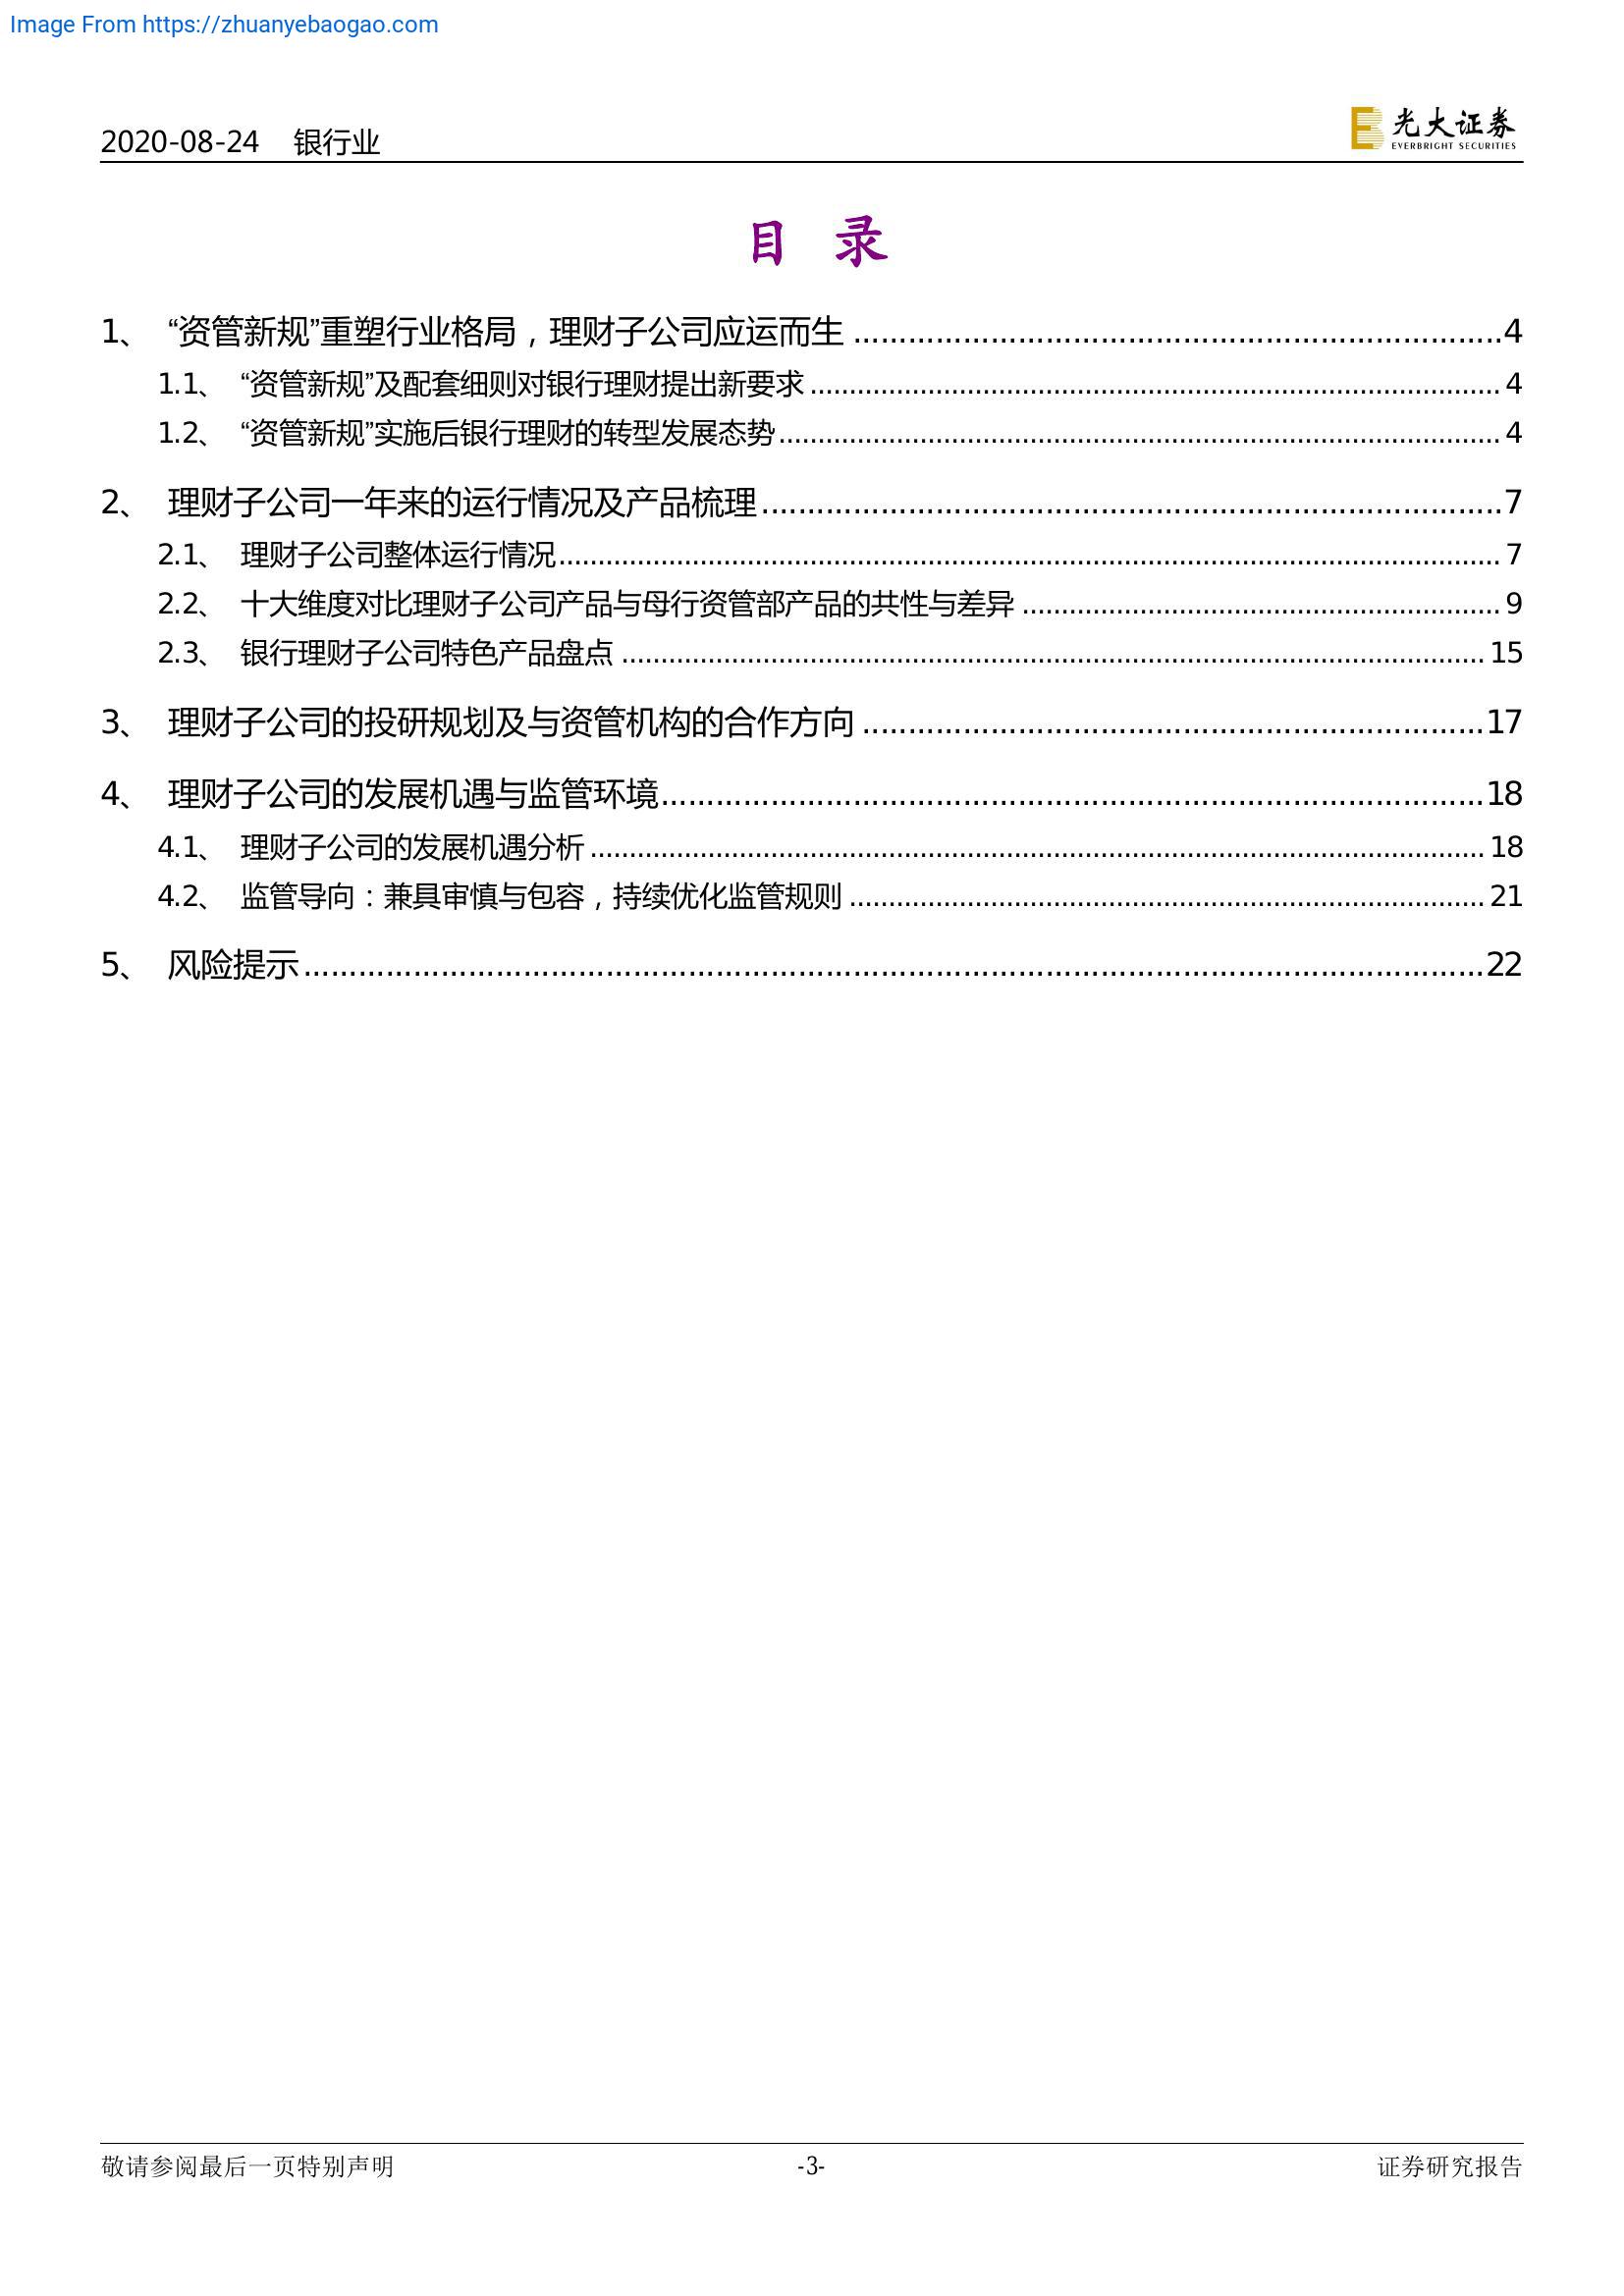 Image From https://zhuanyebaogao.com
2020-08-24 银行业
光大证券
EVERBRIGHT SECURITIES
目 录
1、 “资管新规”重塑行业格局，理财子公司应运而生 ........................................................................4
1.1、 “资管新规”及配套细则对银行理财提出新要求 ........................................................................ 4
1.2、 “资管新规”实施后银行理财的转型发展态势 ........................................................................ 4
2、 理财子公司一年来的运行情况及产品梳理 ........................................................................7
2.1、 理财子公司整体运行情况 ........................................................................ 7
2.2、 十大维度对比理财子公司产品与母行资管部产品的共性与差异 ........................................................................ 9
2.3、 银行理财子公司特色产品盘点 ........................................................................ 15
3、 理财子公司的投研规划及与资管机构的合作方向 ........................................................................17
4、 理财子公司的发展机遇与监管环境 ........................................................................18
4.1、 理财子公司的发展机遇分析 ........................................................................ 18
4.2、 监管导向：兼具审慎与包容，持续优化监管规则 ........................................................................ 21
5、 风险提示 ........................................................................22
敬请参阅最后一页特别声明 -3- 证券研究报告